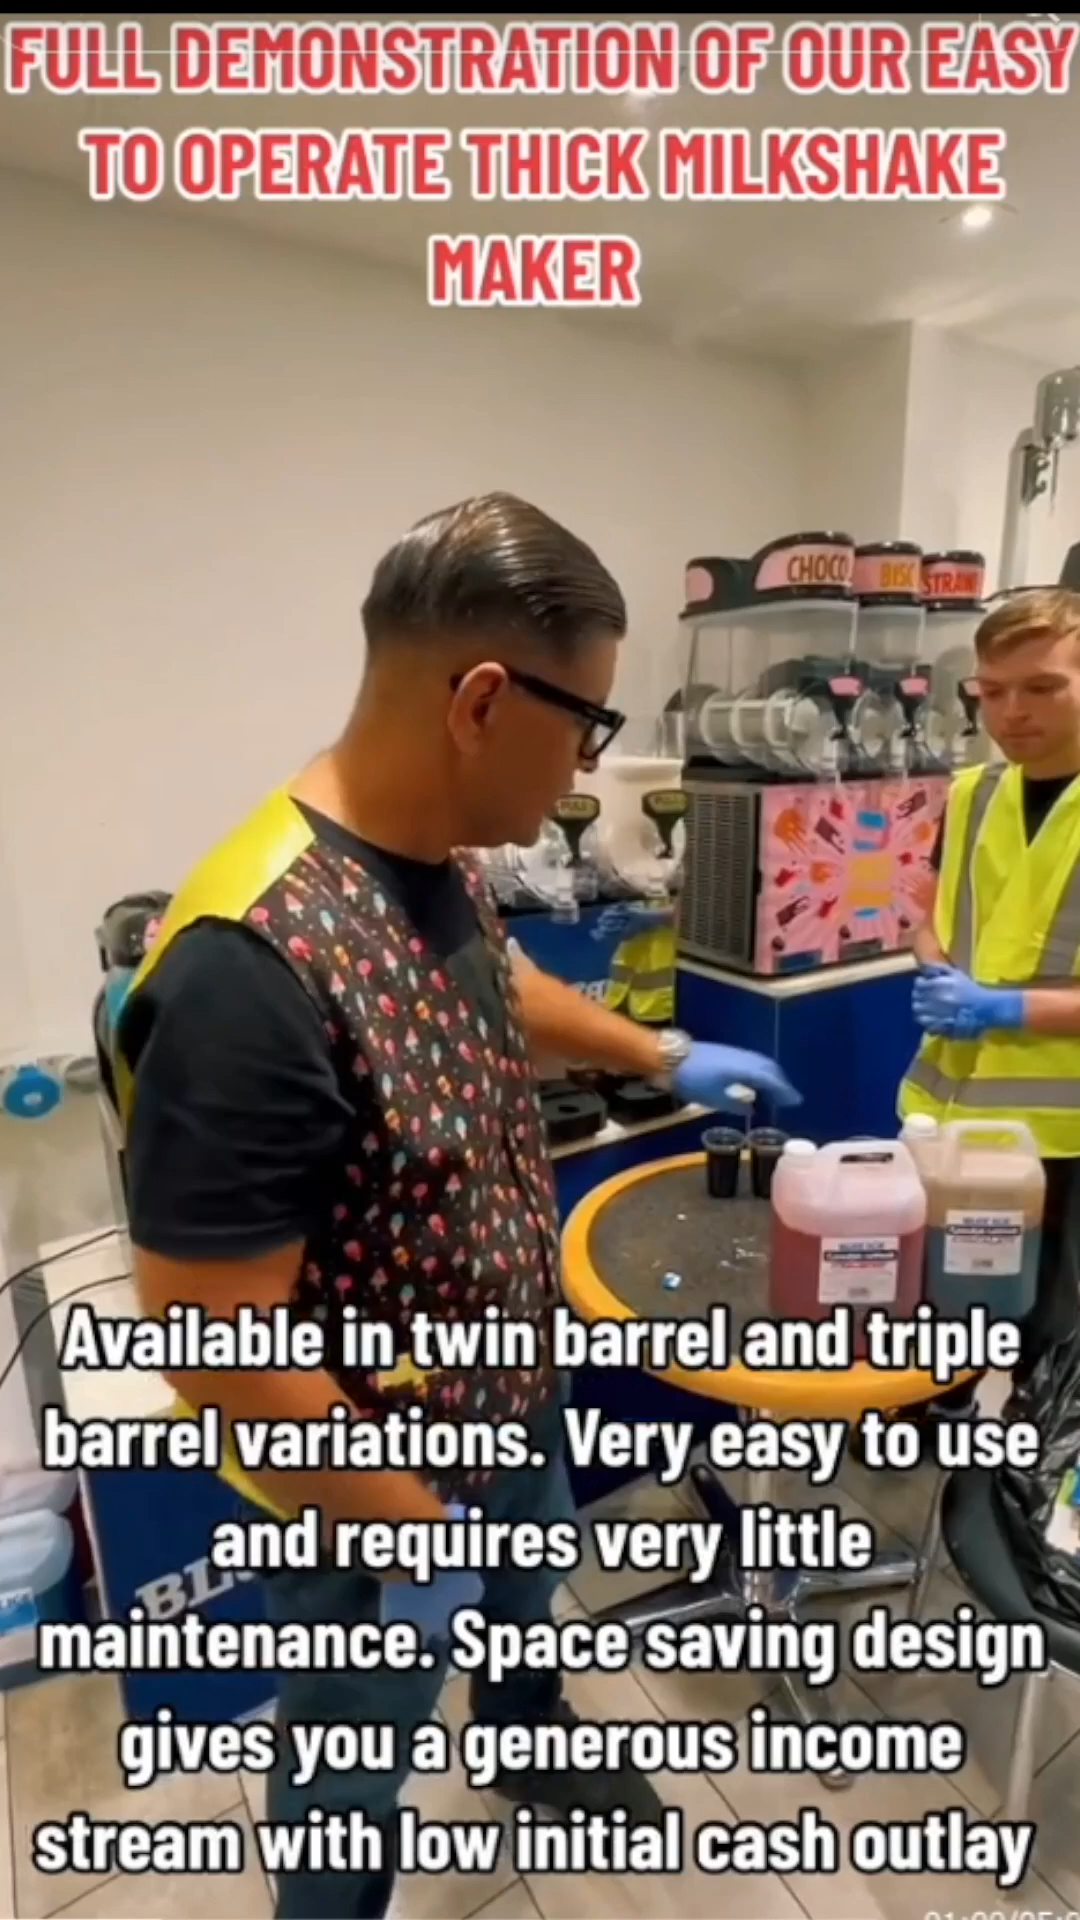 FULL DEMONSTRATION OF OUR EASY
TO OPERATE THICK MILKSHAKE
MAKER
CHOCO
BISC
STRAW
PULL
Available in twin barrel and triple
barrel variations. Very easy to use
and requires very little
maintenance. Space saving design
gives you a generous income
stream with low initial cash outlay